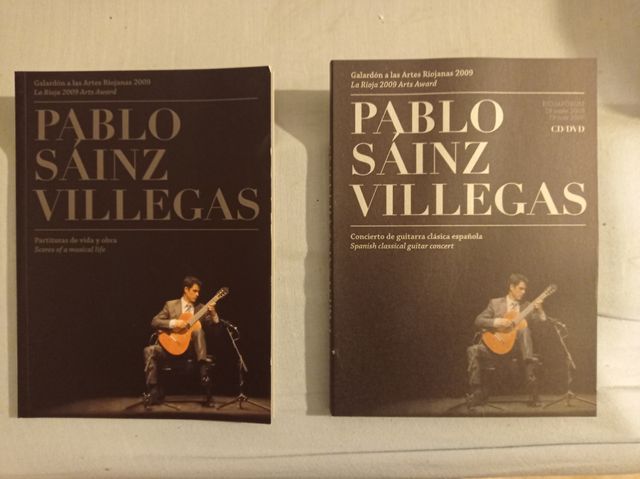 Galardón a las Artes Riojanas 2009
La Rioja 2009 Arts Award
PABLO
SÁINZ
VILLEGAS
Partituras de vida y obra
Scores of a musical life
Galardón a las Artes Riojanas 2009
La Rioja 2009 Arts Award
RIOJAFORUM
CD/DVD
PABLO
SÁINZ
VILLEGAS
Concierto de guitarra clásica española
Spanish classical guitar concert